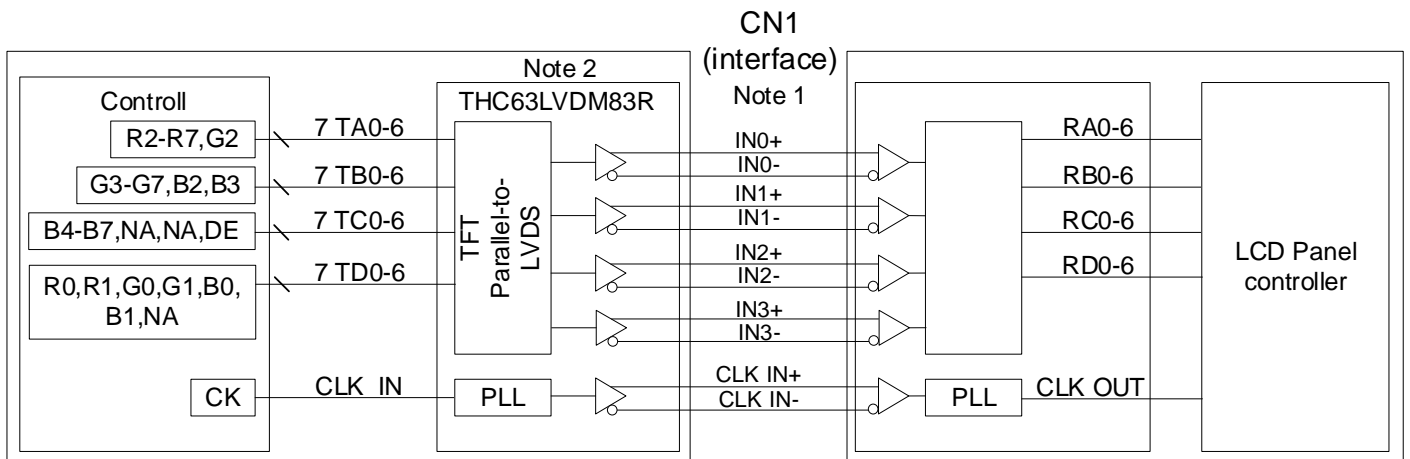 CN1
(interface)
Note 1
Note 2
THC63LVDM83R
Controll
R2-R7,G2
G3-G7,B2,B3
B4-B7,NA,NA,DE
R0,R1,G0,G1,B0,
B1,NA
CK
7 TA0-6
7 TB0-6
7 TC0-6
7 TD0-6
CLK IN
TFT
Parallel-to-
LVDS
PLL
IN0+
IN0-
IN1+
IN1-
IN2+
IN2-
IN3+
IN3-
CLK IN+
CLK IN-
PLL
RA0-6
RB0-6
RC0-6
RD0-6
CLK OUT
LCD Panel
controller